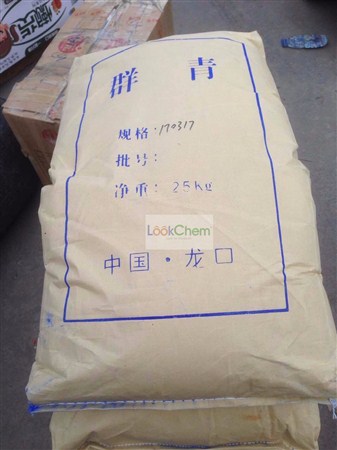 群青
规格:170317
批号:
净重:25kg
LookChem
中国·龙口